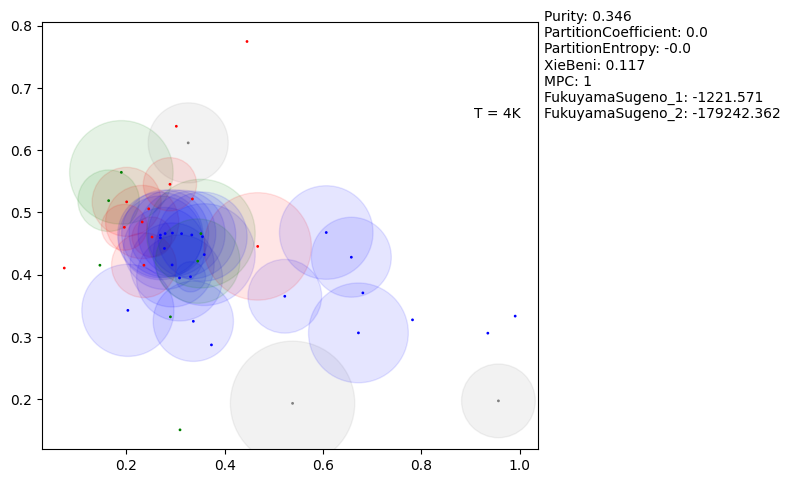 Purity: 0.346
PartitionCoefficient: 0.0
PartitionEntropy: -0.0
XieBeni: 0.117
MPC: 1
FukuyamaSugeno_1: -1221.571
FukuyamaSugeno_2: -179242.362
T = 4K
0.8
0.7
0.6
0.5
0.4
0.3
0.2
0.2 0.4 0.6 0.8 1.0